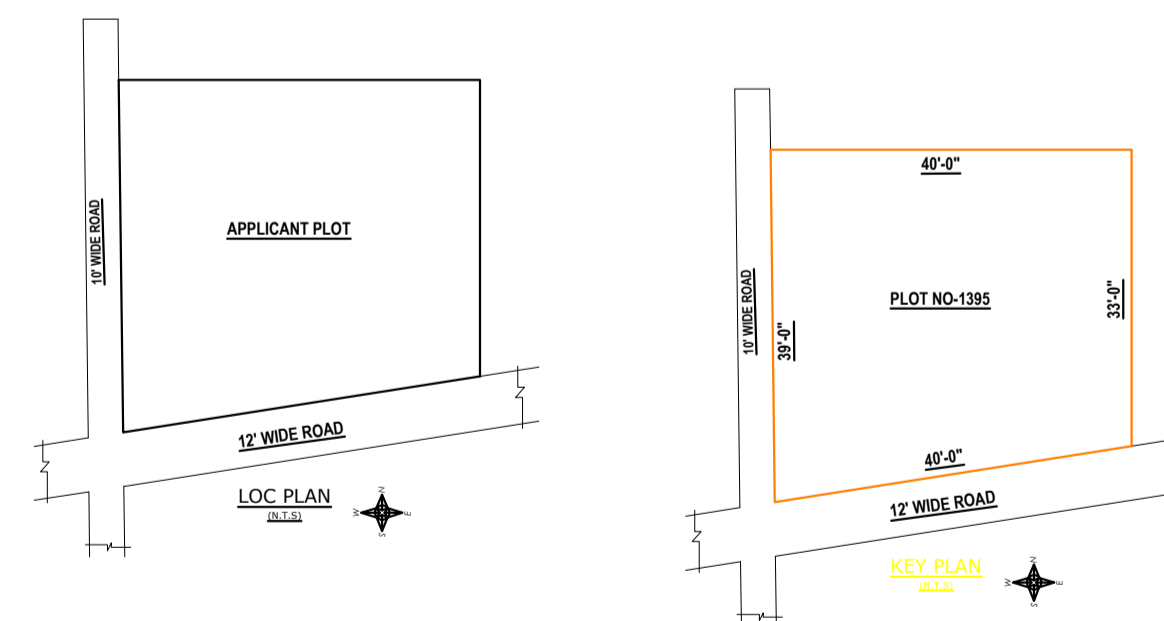 10' WIDE ROAD
APPLICANT PLOT
12' WIDE ROAD
LOC PLAN
(N.T.S)
N
W
E
S
40'-0"
10' WIDE ROAD
39'-0"
PLOT NO-1395
33'-0"
40'-0"
12' WIDE ROAD
KEY PLAN
(N.T.S)
N
W
E
S